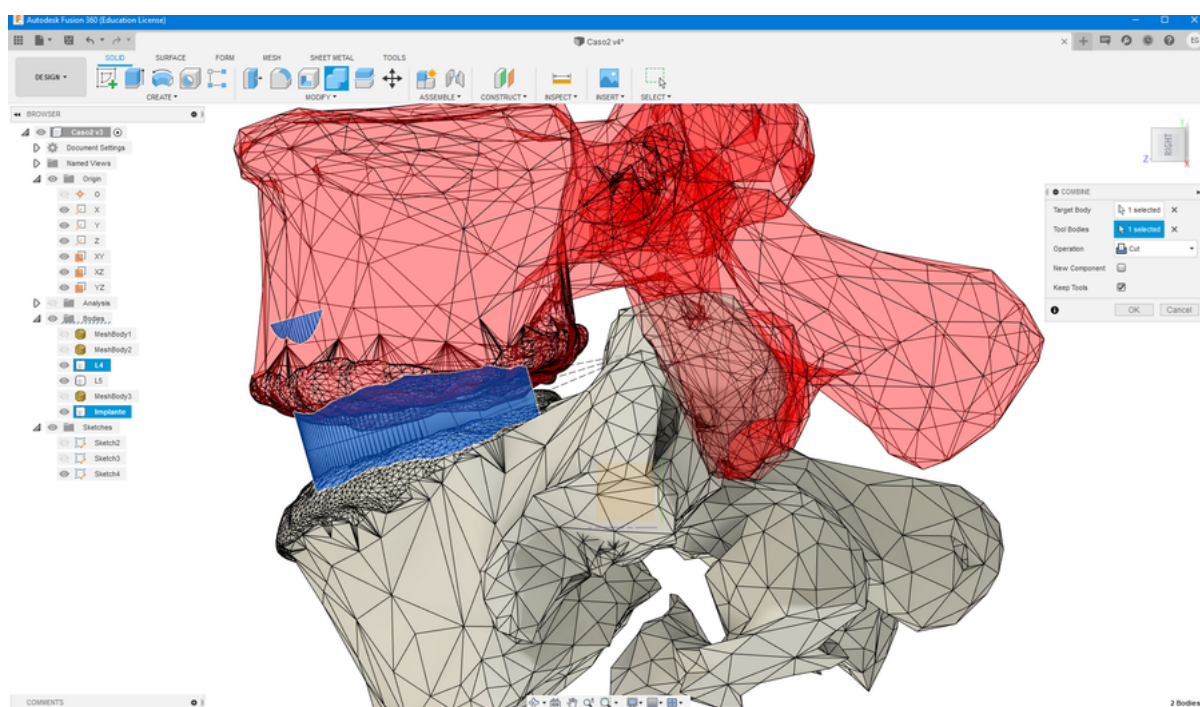 Autodesk Fusion 360 (Education License)
Caso2 v4*
EG
DESIGN
SOLID SURFACE FORM MESH SHEET METAL TOOLS
CREATE MODIFY ASSEMBLE CONSTRUCT INSPECT INSERT SELECT
BROWSER
Caso2 v3
Document Settings
Named Views
Origin
O
X
Y
Z
XY
XZ
YZ
Analysis
Bodies
MeshBody1
MeshBody2
L4
L5
MeshBody3
Implante
Sketches
Sketch2
Sketch3
Sketch4
RIGHT
Z
X
COMBINE
Target Body 1 selected
Tool Bodies 1 selected
Operation Cut
New Component
Keep Tools
OK Cancel
COMMENTS
2 Bodies